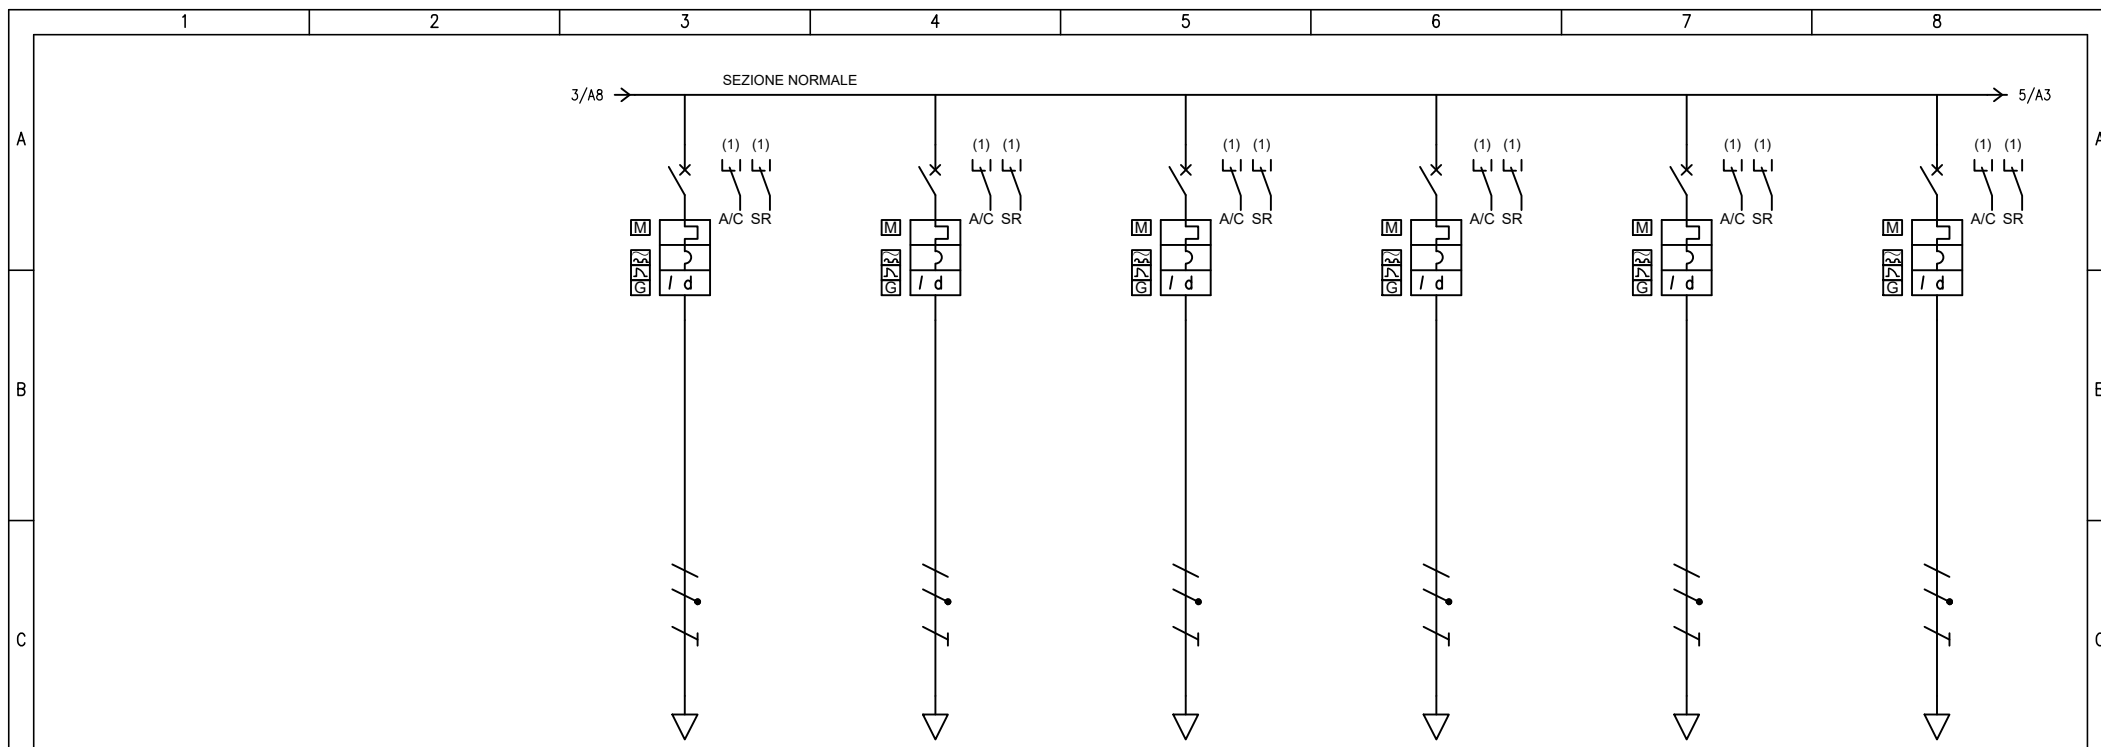 1 2 3 4 5 6 7 8
SEZIONE NORMALE
3/A8 5/A3
A A
(1) (1) (1) (1) (1) (1) (1) (1) (1) (1) (1) (1)
A/C SR A/C SR A/C SR A/C SR A/C SR A/C SR
M M M M M M
G I d G I d G I d G I d G I d G I d
B B
C C